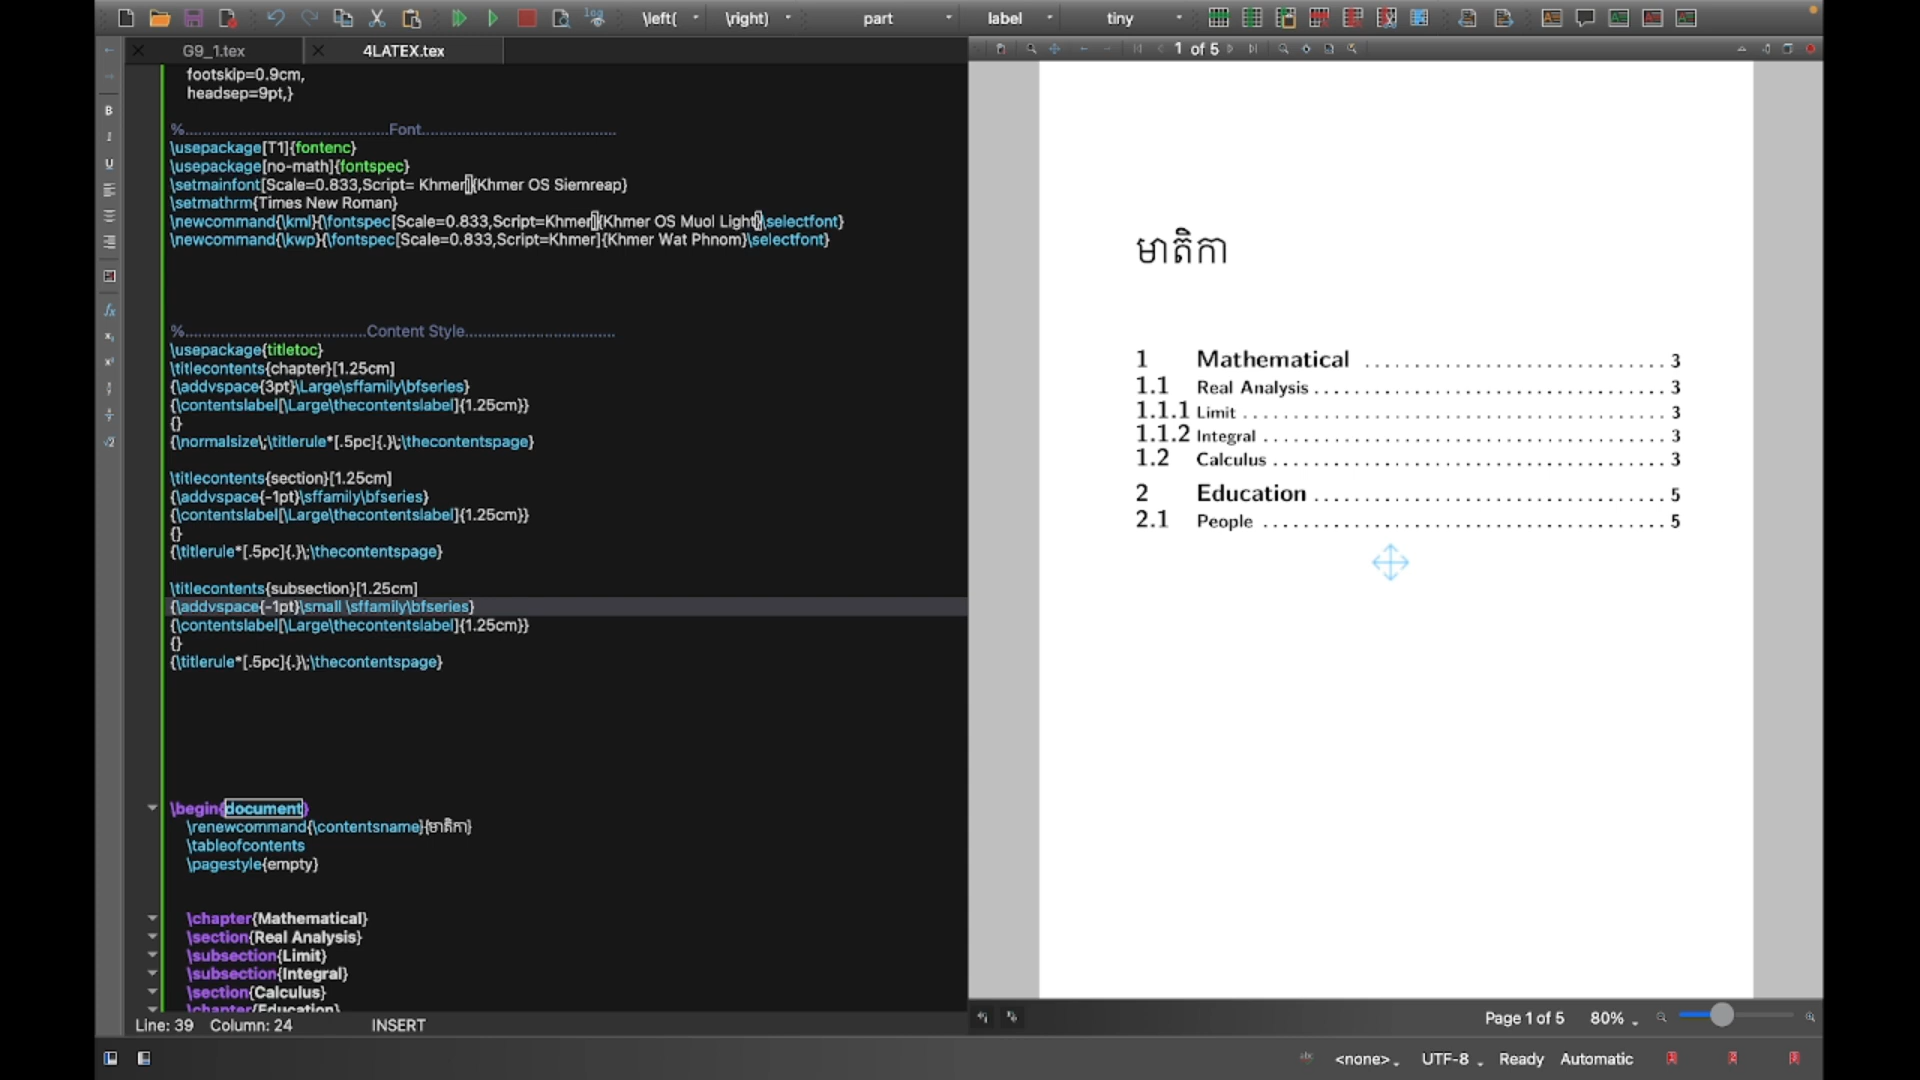 \left( \right) part label tiny
G9_1.tex 4LATEX.tex
1 of 5
footskip=0.9cm,
headsep=9pt,}
%................................................Font.............................................
\usepackage[T1]{fontenc}
\usepackage[no-math]{fontspec}
\setmainfont[Scale=0.833,Script= Khmer]{Khmer OS Siemreap}
\setmathrm{Times New Roman}
\newcommand{\kml}{\fontspec[Scale=0.833,Script=Khmer]{Khmer OS Muol Light}\selectfont}
\newcommand{\kwp}{\fontspec[Scale=0.833,Script=Khmer]{Khmer Wat Phnom}\selectfont}
%..........................................Content Style...................................
\usepackage{titletoc}
\titlecontents{chapter}[1.25cm]
{\addvspace{3pt}\Large\sffamily\bfseries}
{\contentslabel[\Large\thecontentslabel]{1.25cm}}
{}
{\normalsize\;\titlerule*[.5pc]{.}\;\thecontentspage}
\titlecontents{section}[1.25cm]
{\addvspace{-1pt}\sffamily\bfseries}
{\contentslabel[\Large\thecontentslabel]{1.25cm}}
{}
{\titlerule*[.5pc]{.}\;\thecontentspage}
\titlecontents{subsection}[1.25cm]
{\addvspace{-1pt}\small \sffamily\bfseries}
{\contentslabel[\Large\thecontentslabel]{1.25cm}}
{}
{\titlerule*[.5pc]{.}\;\thecontentspage}
\begin{document}
\renewcommand{\contentsname}{មាតិកា}
\tableofcontents
\pagestyle{empty}
\chapter{Mathematical}
\section{Real Analysis}
\subsection{Limit}
\subsection{Integral}
\section{Calculus}
\chapter{Education}
Line: 39 Column: 24 INSERT
មាតិកា
1 Mathematical ................................ 3
1.1 Real Analysis ..................................... 3
1.1.1 Limit ............................................ 3
1.1.2 Integral .......................................... 3
1.2 Calculus ......................................... 3
2 Education ..................................... 5
2.1 People .......................................... 5
Page 1 of 5 80%
<none> UTF-8 Ready Automatic